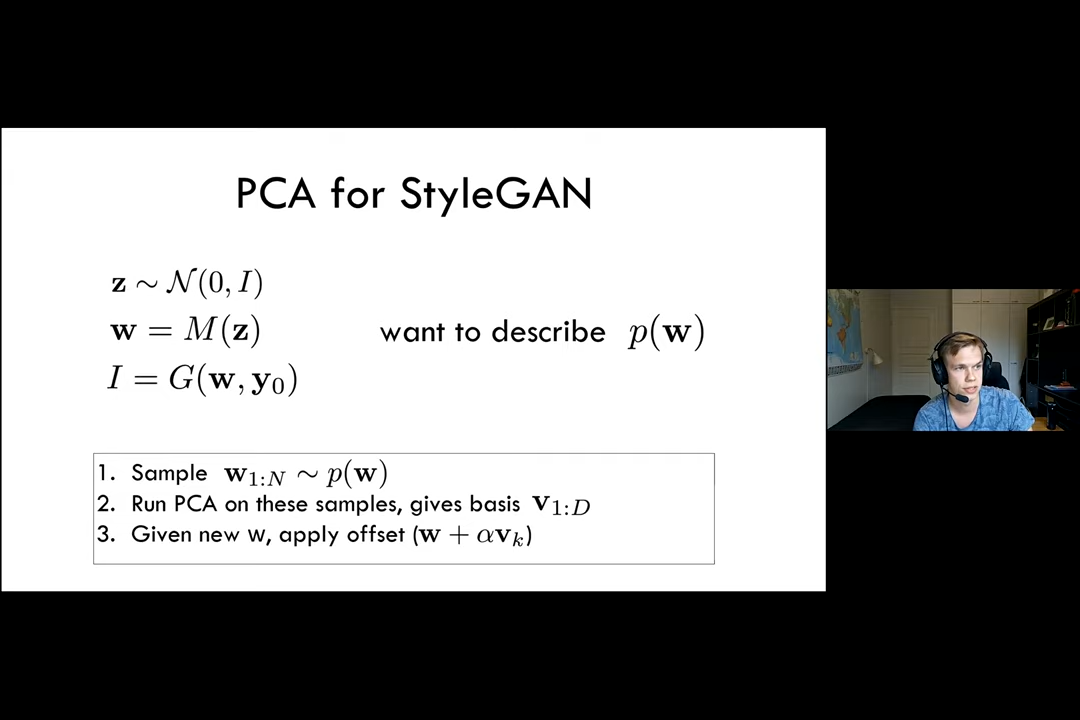 PCA for StyleGAN
z ∼ 𝒩(0, I)
w = M(z)
want to describe p(w)
I = G(w, y₀)
1. Sample w₁:N ∼ p(w)
2. Run PCA on these samples, gives basis v₁:D
3. Given new w, apply offset (w + αvₖ)